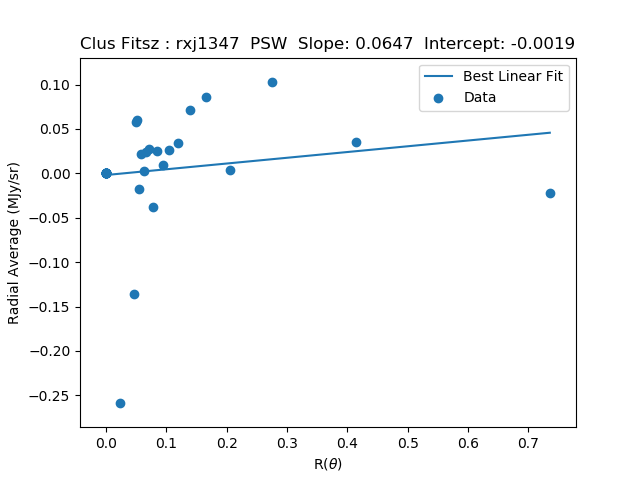 Clus Fitsz : rxj1347  PSW  Slope: 0.0647  Intercept: -0.0019
Best Linear Fit
Data
0.10
0.05
0.00
−0.05
−0.10
−0.15
−0.20
−0.25
Radial Average (MJy/sr)
0.0 0.1 0.2 0.3 0.4 0.5 0.6 0.7
R(θ)